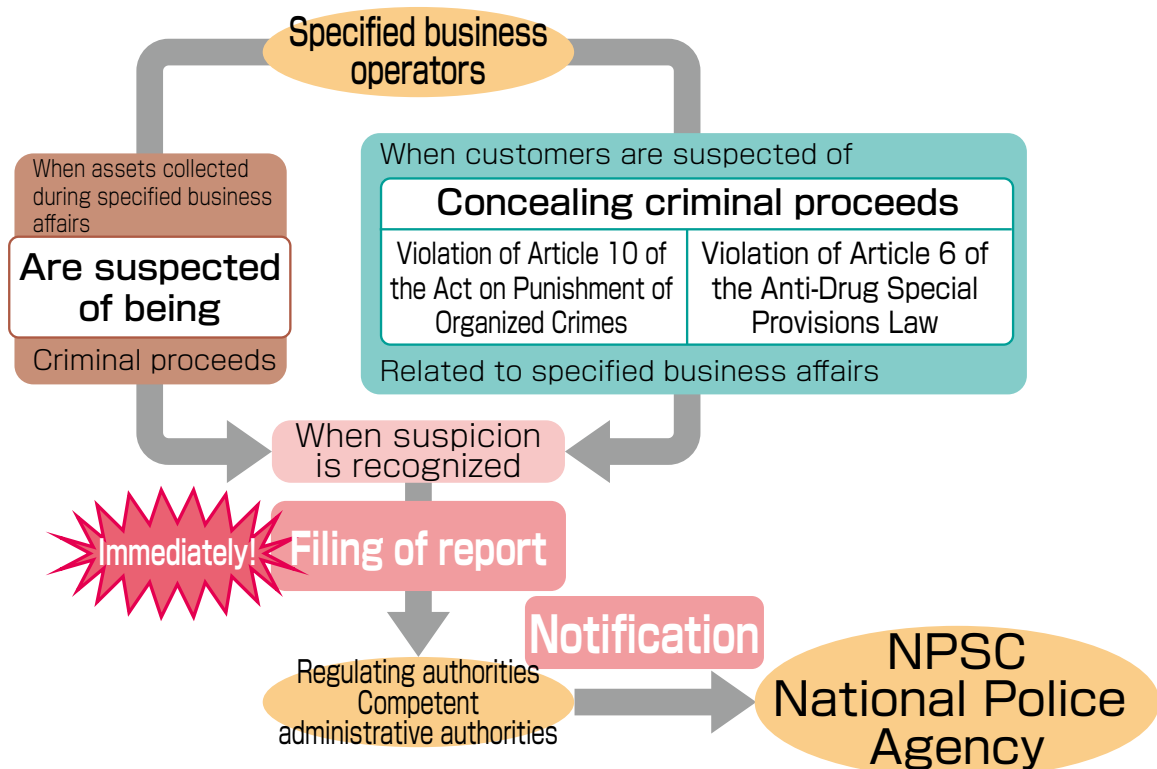 Specified business
operators
When assets collected
during specified business
affairs
Are suspected
of being
Criminal proceeds
When customers are suspected of
Concealing criminal proceeds
Violation of Article 10 of
the Act on Punishment of
Organized Crimes
Violation of Article 6 of
the Anti-Drug Special
Provisions Law
Related to specified business affairs
When suspicion
is recognized
Immediately!
Filing of report
Notification
Regulating authorities
Competent
administrative authorities
NPSC
National Police
Agency